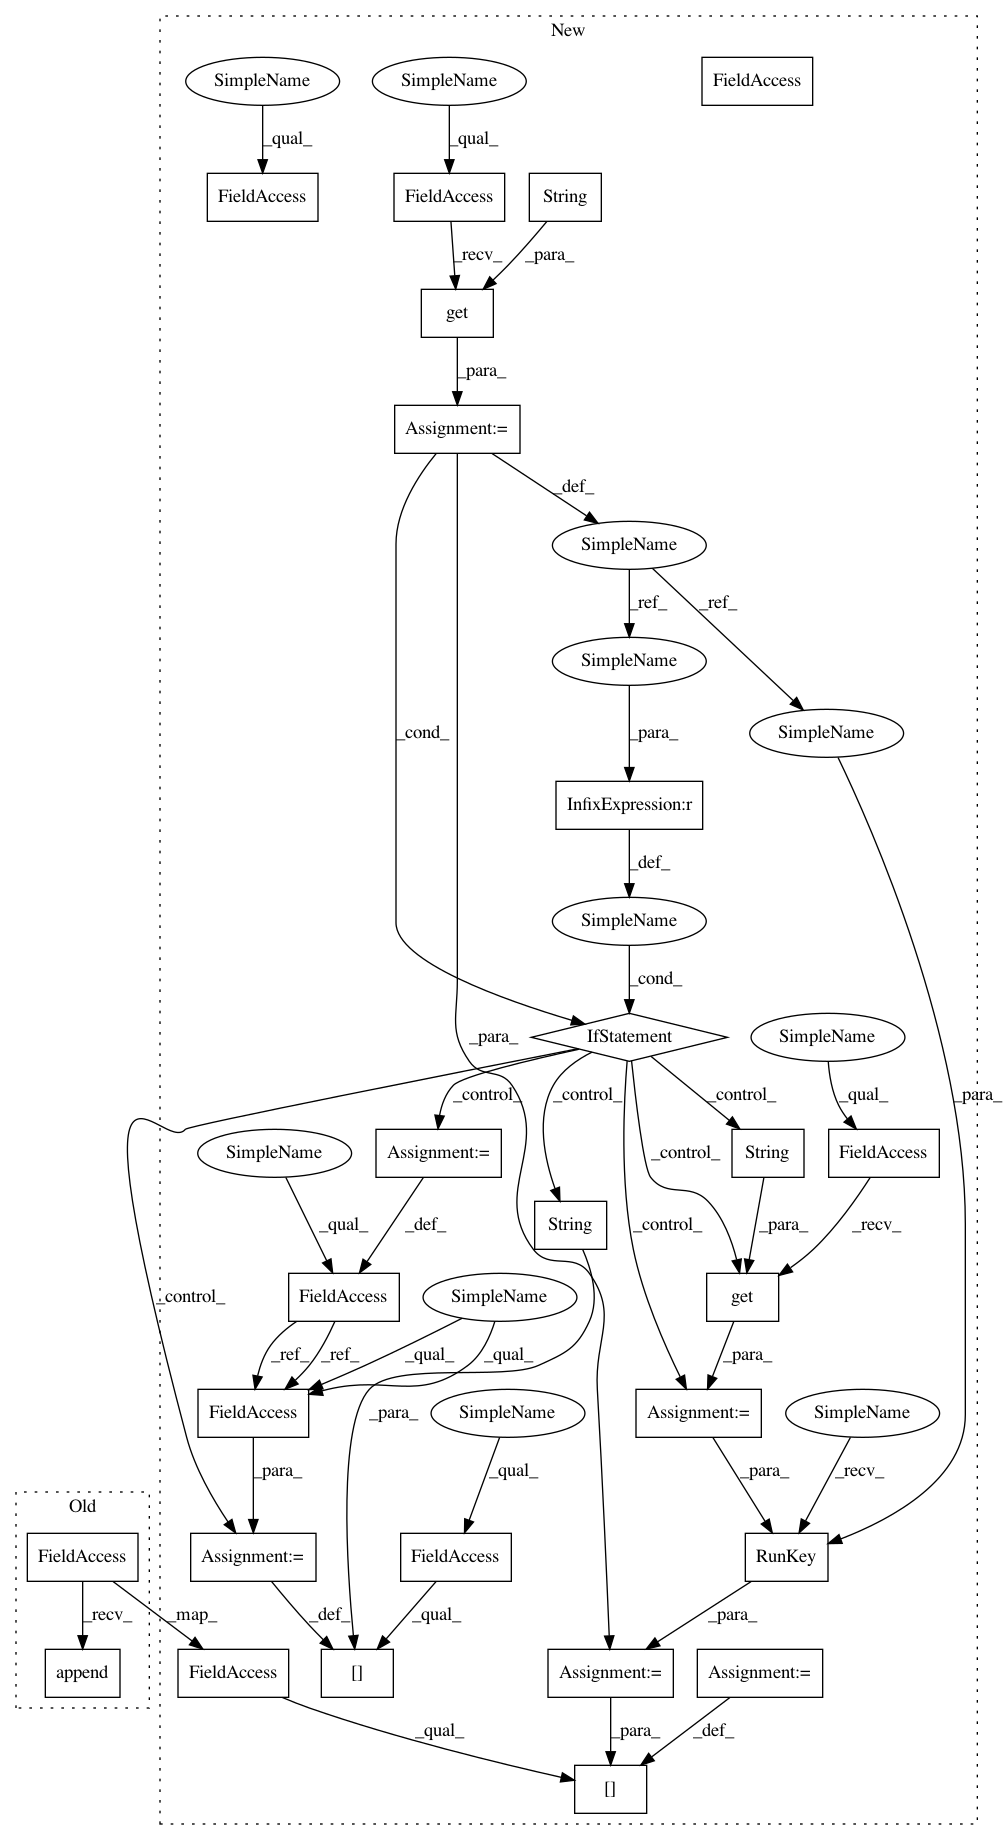 New
SimpleName
SimpleName
FieldAccess
_qual_
_qual_
FieldAccess
FieldAccess
String
_recv_
_para_
get
_para_
Assignment:=
_def_
SimpleName
_ref_
_ref_
SimpleName
SimpleName
_cond_
_para_
InfixExpression:r
_def_
SimpleName
_cond_
IfStatement
SimpleName
_para_
_control_
_control_
_control_
_qual_
_para_
SimpleName
Assignment:=
_control_
String
FieldAccess
_qual_
_def_
String
_control_
_para_
_recv_
FieldAccess
SimpleName
get
_control_
_ref_
_ref_
_qual_
_qual_
_para_
FieldAccess
_para_
SimpleName
Assignment:=
SimpleName
_para_
_qual_
_para_
_recv_
Old
FieldAccess
Assignment:=
FieldAccess
RunKey
_recv_
_map_
_def_
_qual_
_para_
append
FieldAccess
[]
Assignment:=
Assignment:=
_qual_
_para_
_def_
[]